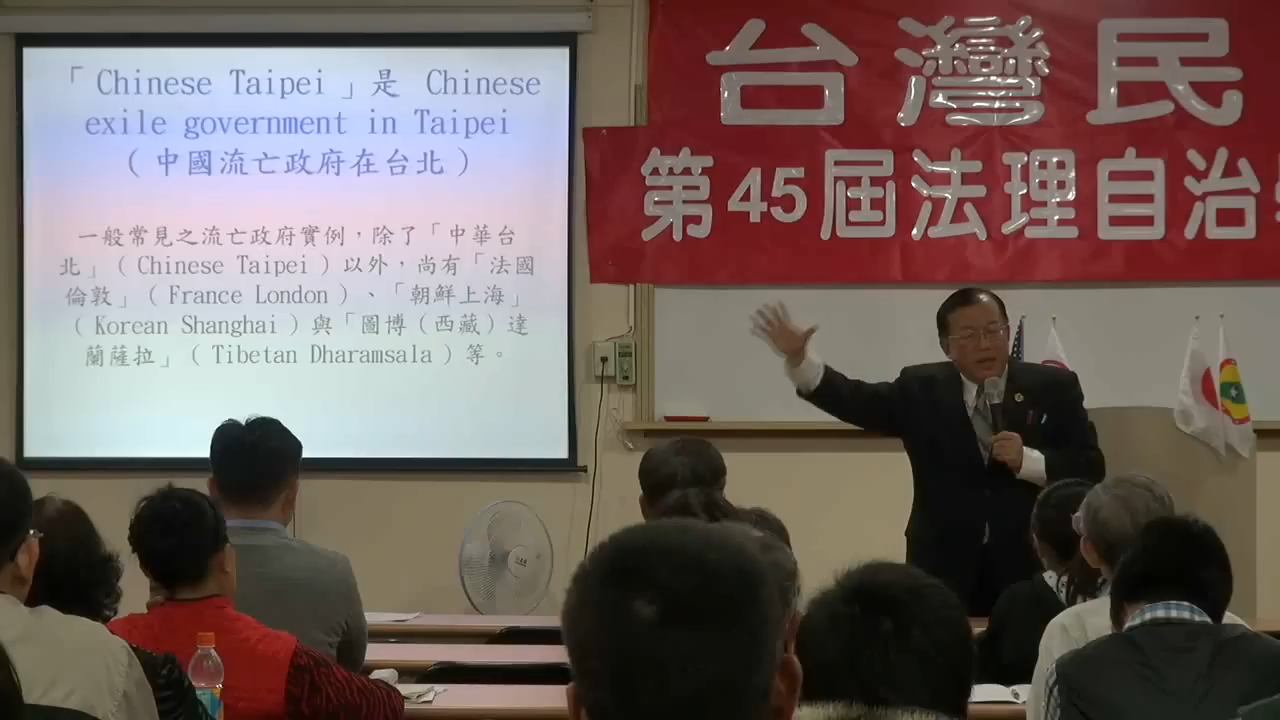 「Chinese Taipei」是 Chinese
exile government in Taipei
(中國流亡政府在台北)
一般常見之流亡政府實例，除了「中華台
北」(Chinese Taipei)以外，尚有「法國
倫敦」(France London)、「朝鮮上海」
(Korean Shanghai)與「圖博(西藏)達
蘭薩拉」(Tibetan Dharamsala)等。
台灣民
第45屆法理自治